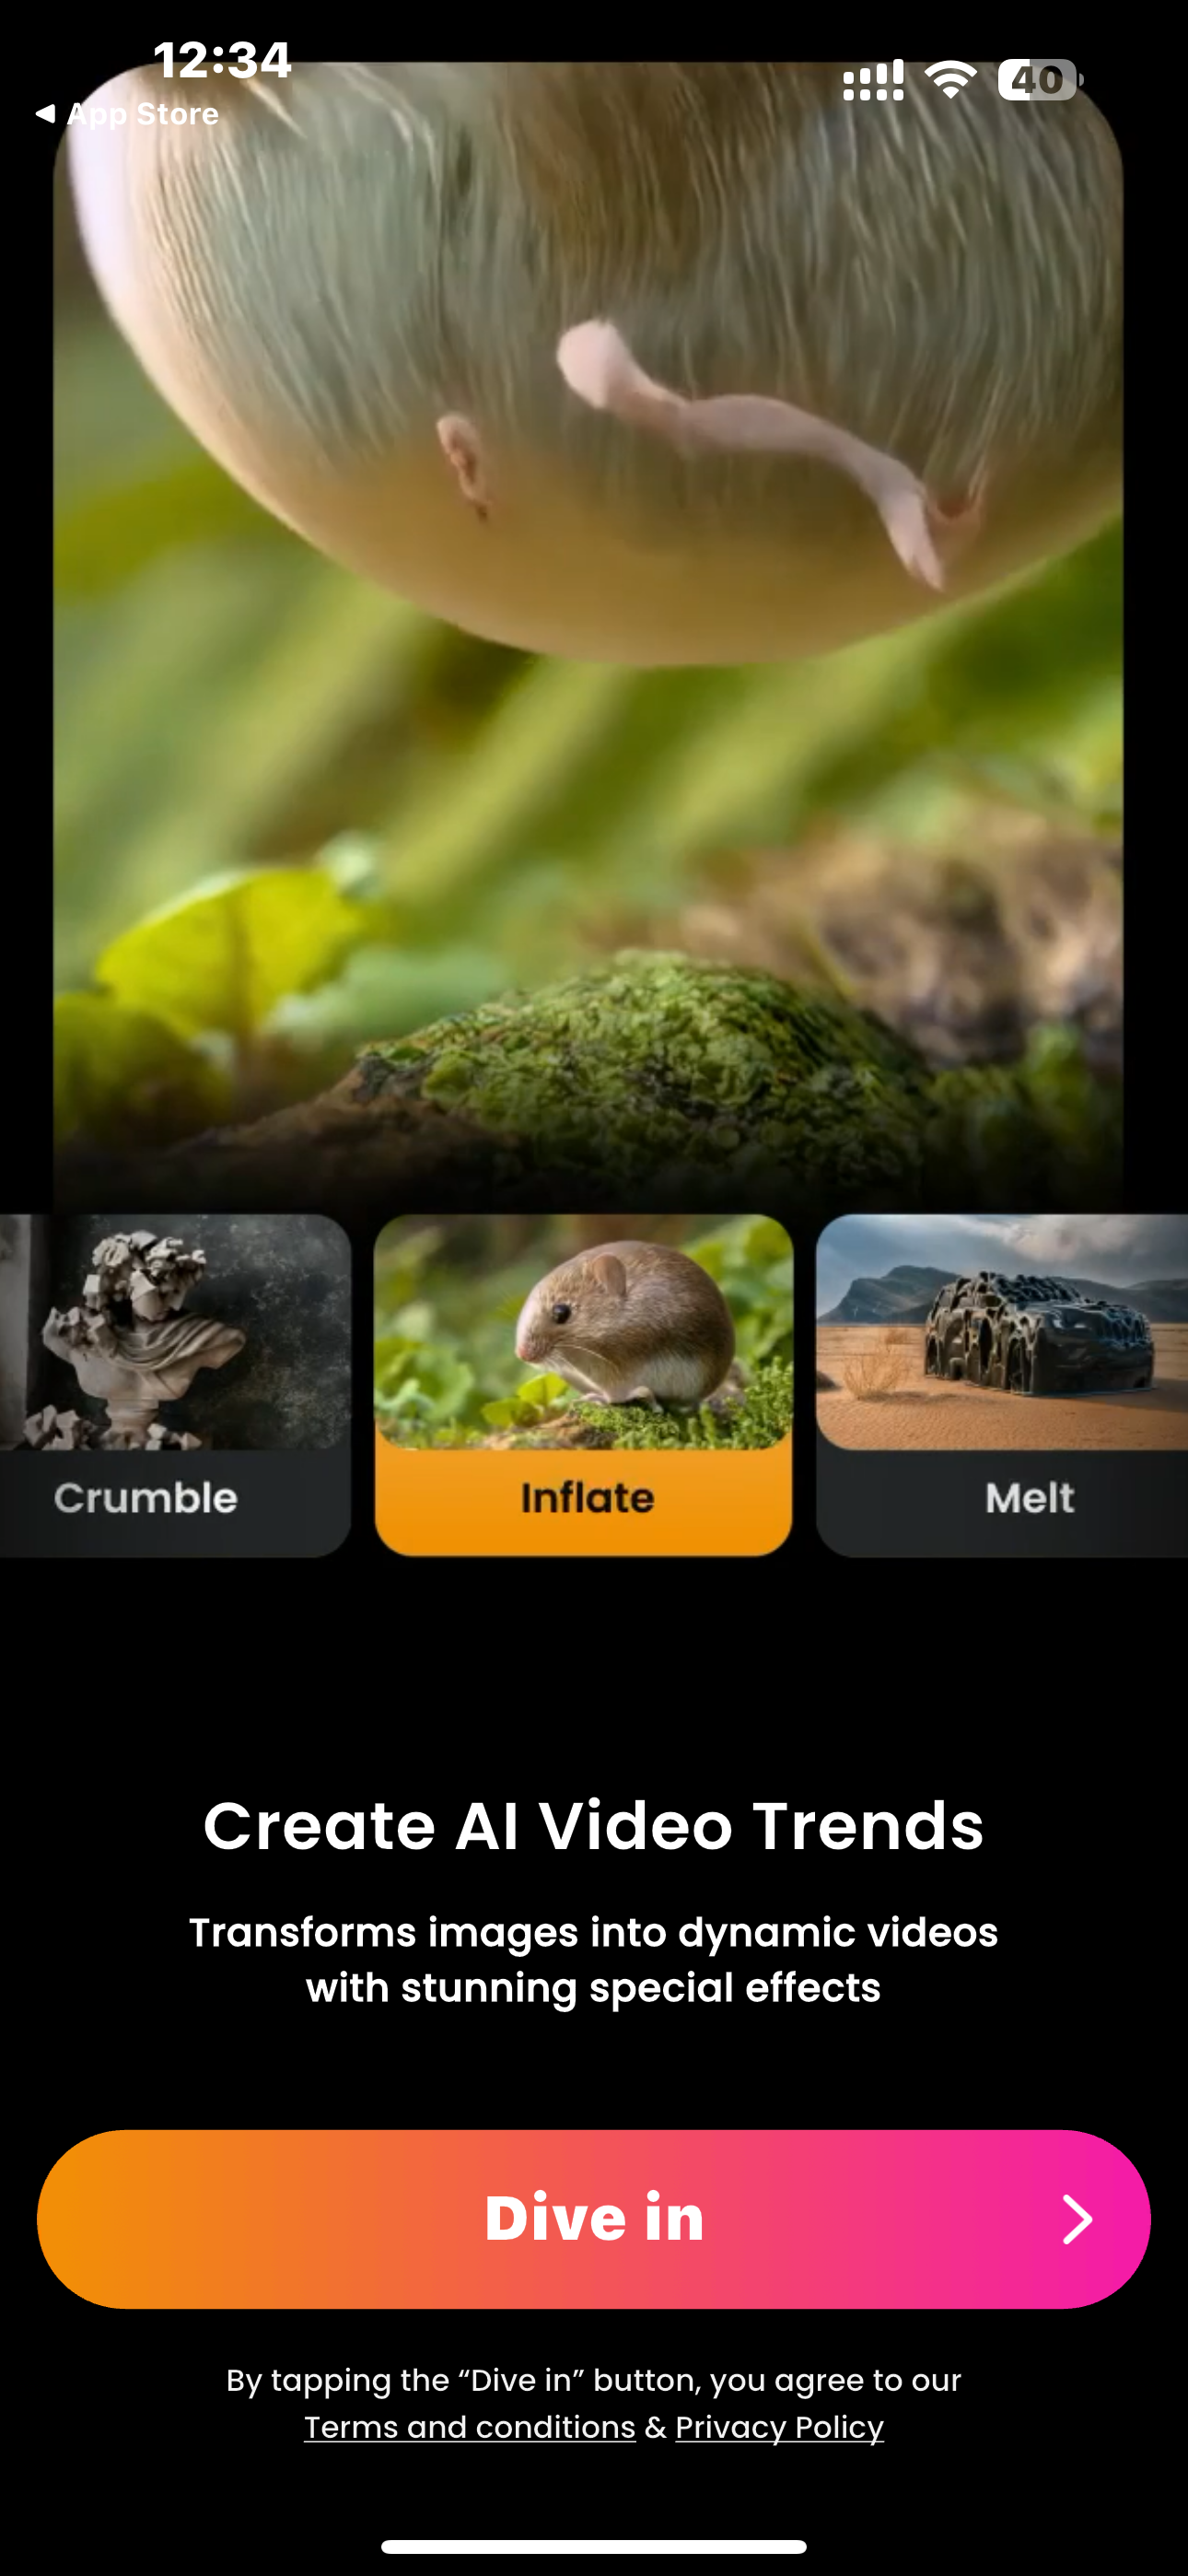 12:34
40
App Store
Crumble
Inflate
Melt
Create AI Video Trends
Transforms images into dynamic videos
with stunning special effects
Dive in
By tapping the “Dive in” button, you agree to our
Terms and conditions & Privacy Policy